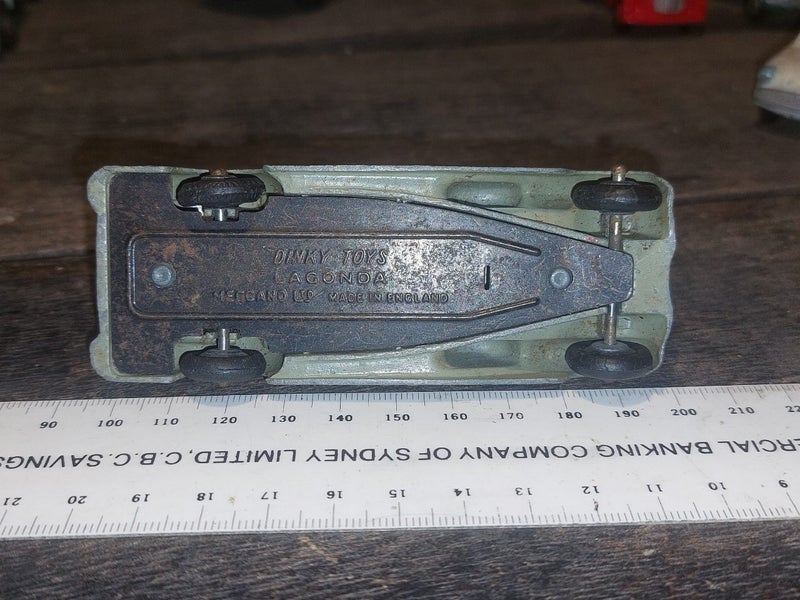 DINKY TOYS
LAGONDA
MECCANO LTD MADE IN ENGLAND
90 100 110 120 130 140 150 160 170 180 190 200 210
RCIAL BANKING COMPANY OF SYDNEY LIMITED, C.B.C. SAVINGS
9 10 11 12 13 14 15 16 17 18 19 20 21